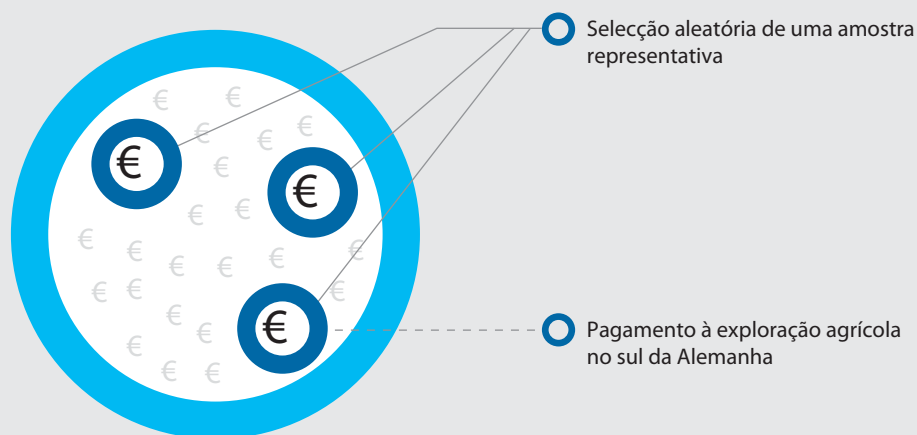 Selecção aleatória de uma amostra
representativa
€ €
€ € €
€ €
€ €
€ € €
€ € €
€ € € €
€ € €
€ €
€ €
€
€ €
Pagamento à exploração agrícola
no sul da Alemanha